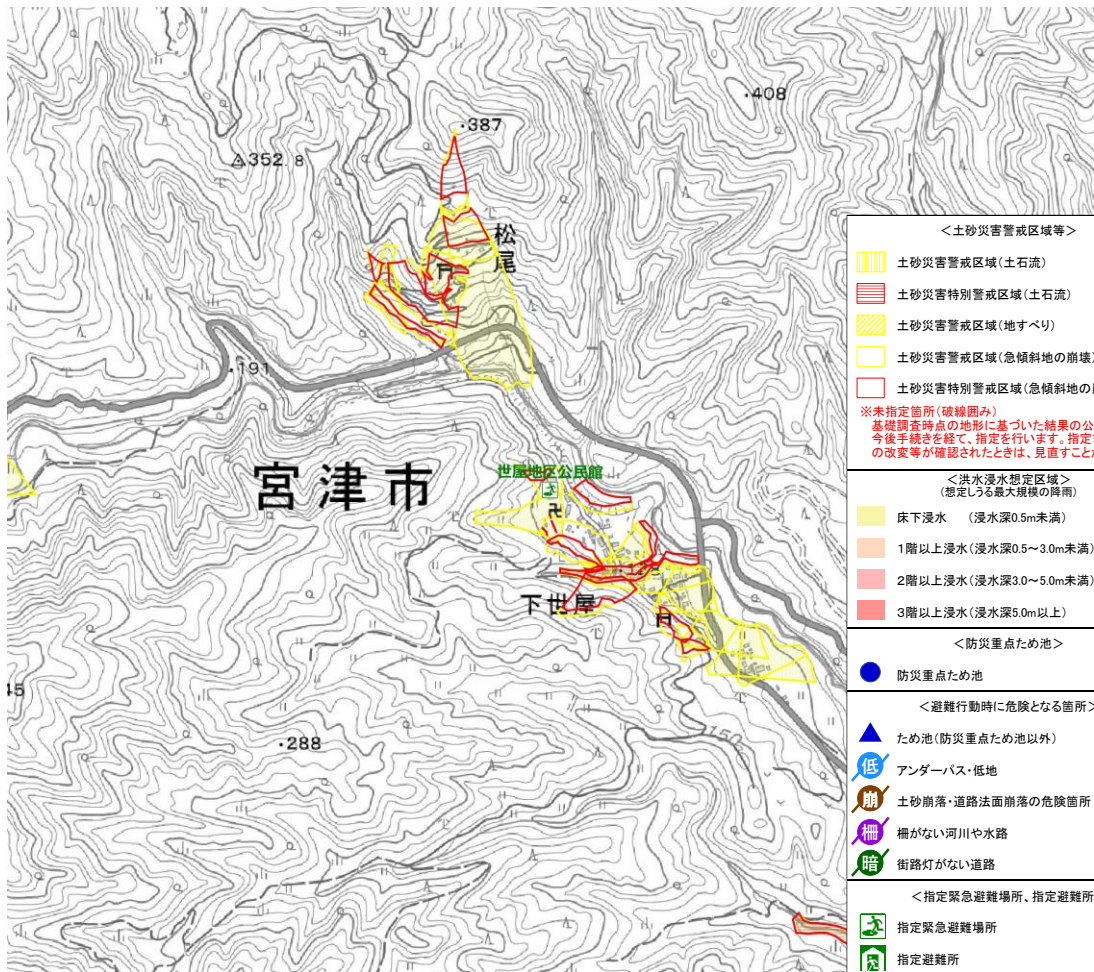 ・408
・387
352.8
松尾
・191
世屋地区公民館
宮津市
下世屋
45
・288
150
<土砂災害警戒区域等>
土砂災害警戒区域(土石流)
土砂災害特別警戒区域(土石流)
土砂災害警戒区域(地すべり)
土砂災害警戒区域(急傾斜地の崩壊)
土砂災害特別警戒区域(急傾斜地の
※未指定箇所(破線囲み)
基礎調査時点の地形に基づいた結果の公
今後手続きを経て、指定を行います。指定
の改変等が確認されたときは、見直すこと
<洪水浸水想定区域>
(想定しうる最大規模の降雨)
床下浸水 (浸水深0.5m未満)
1階以上浸水(浸水深0.5~3.0m未満)
2階以上浸水(浸水深3.0~5.0m未満)
3階以上浸水(浸水深5.0m以上)
<防災重点ため池>
防災重点ため池
<避難行動時に危険となる箇所>
ため池(防災重点ため池以外)
低 アンダーパス・低地
崩 土砂崩落・道路法面崩落の危険箇所
柵 柵がない河川や水路
暗 街路灯がない道路
<指定緊急避難場所、指定避難所
指定緊急避難場所
指定避難所